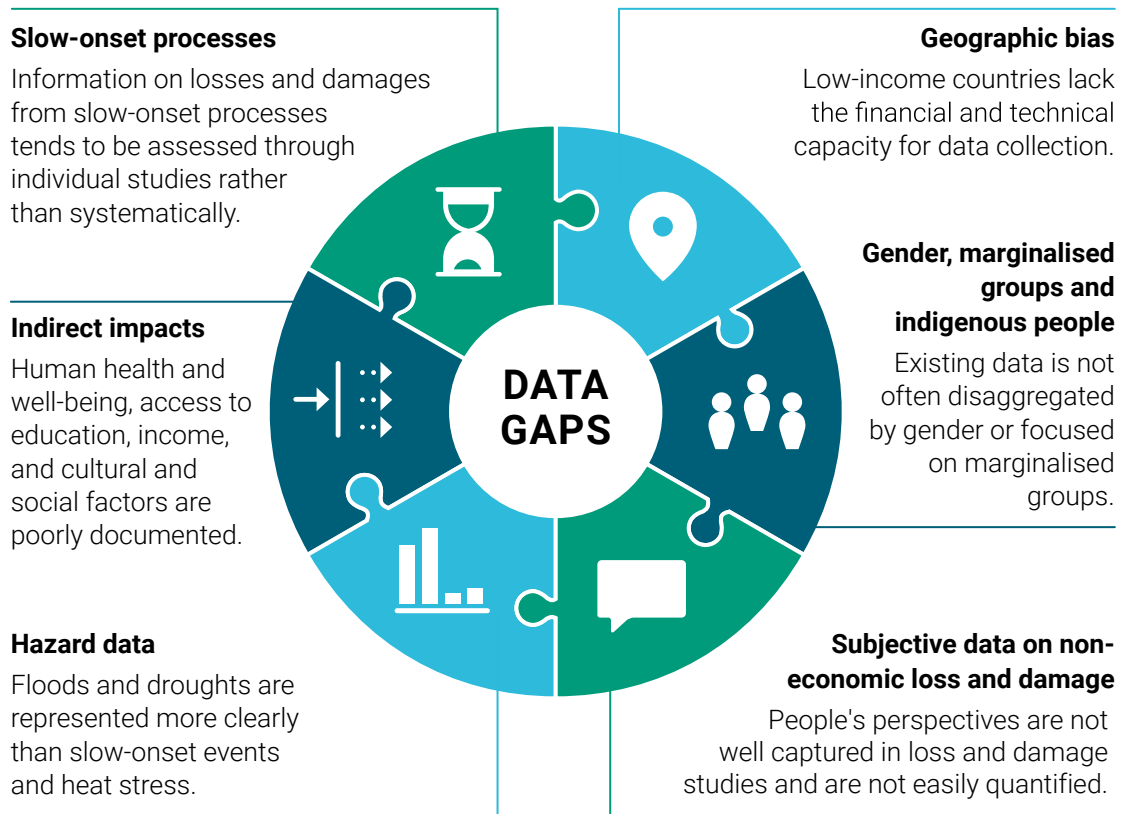 Slow-onset processes
Information on losses and damages
from slow-onset processes
tends to be assessed through
individual studies rather
than systematically.
Geographic bias
Low-income countries lack
the financial and technical
capacity for data collection.
Gender, marginalised
groups and
indigenous people
Existing data is not
often disaggregated
by gender or focused
on marginalised
groups.
Indirect impacts
Human health and
well-being, access to
education, income,
and cultural and
social factors are
poorly documented.
DATA
GAPS
Hazard data
Floods and droughts are
represented more clearly
than slow-onset events
and heat stress.
Subjective data on non-
economic loss and damage
People's perspectives are not
well captured in loss and damage
studies and are not easily quantified.